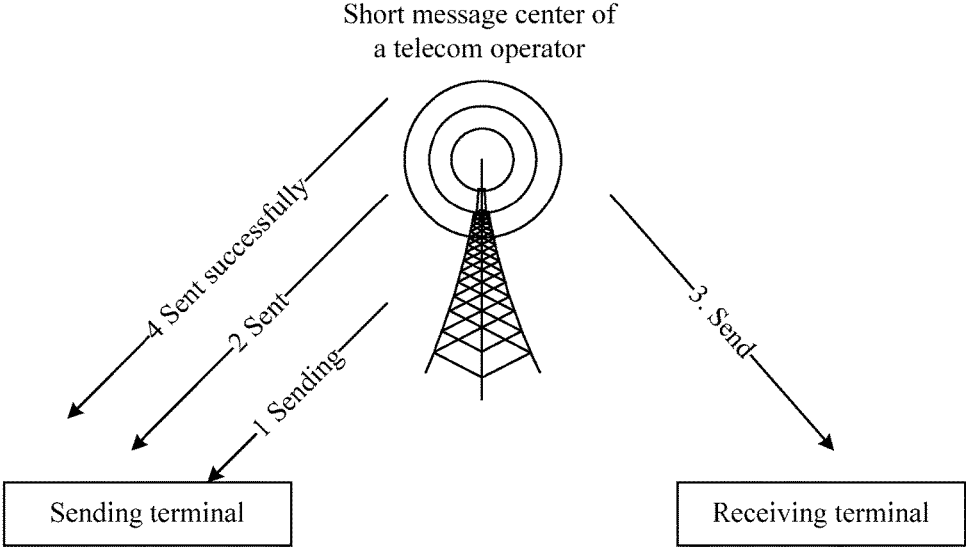 Short message center of
a telecom operator
4 Sent successfully
2 Sent
1 Sending
3. Send
Sending terminal
Receiving terminal